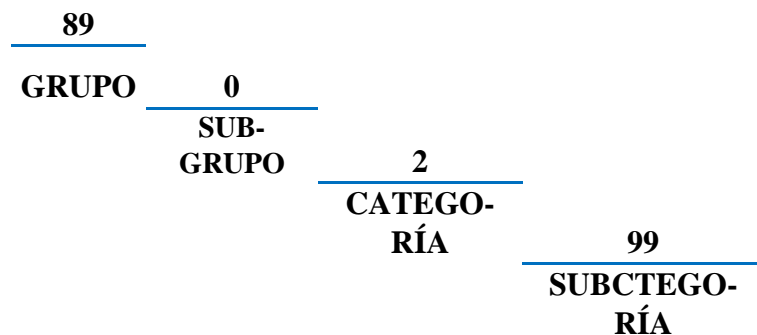 89
GRUPO
0
SUB-
GRUPO
2
CATEGO-
RÍA
99
SUBCTEGO-
RÍA